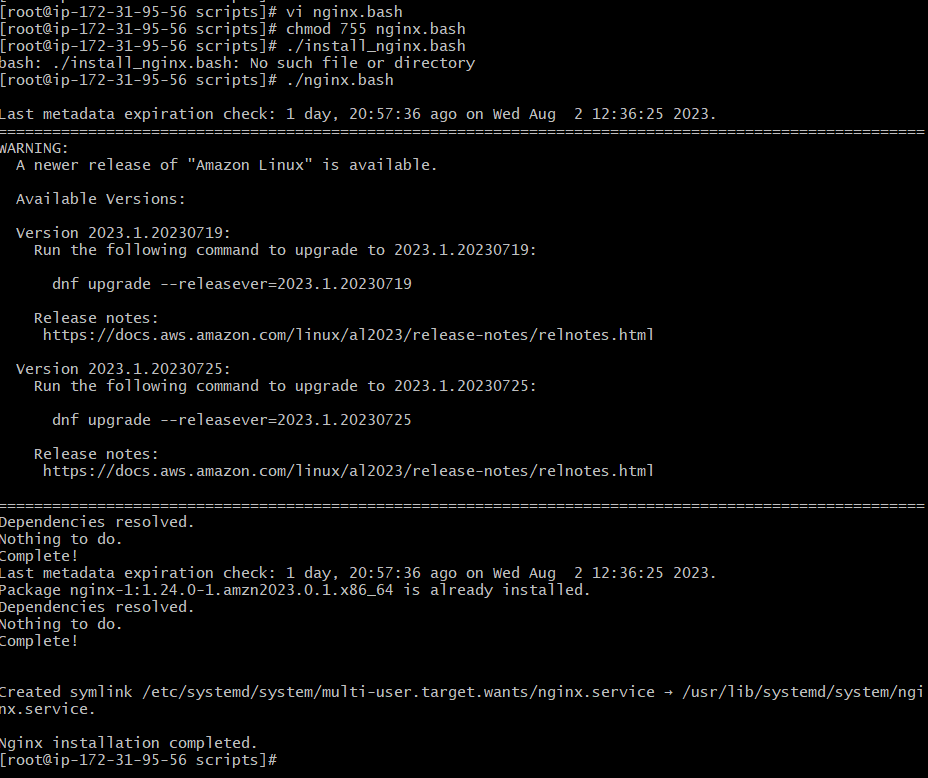 [root@ip-172-31-95-56 scripts]# vi nginx.bash
[root@ip-172-31-95-56 scripts]# chmod 755 nginx.bash
[root@ip-172-31-95-56 scripts]# ./install_nginx.bash
bash: ./install_nginx.bash: No such file or directory
[root@ip-172-31-95-56 scripts]# ./nginx.bash
Last metadata expiration check: 1 day, 20:57:36 ago on Wed Aug  2 12:36:25 2023.
================================================================================
WARNING:
  A newer release of "Amazon Linux" is available.
  Available Versions:
  Version 2023.1.20230719:
    Run the following command to upgrade to 2023.1.20230719:
      dnf upgrade --releasever=2023.1.20230719
    Release notes:
     https://docs.aws.amazon.com/linux/al2023/release-notes/relnotes.html
  Version 2023.1.20230725:
    Run the following command to upgrade to 2023.1.20230725:
      dnf upgrade --releasever=2023.1.20230725
    Release notes:
     https://docs.aws.amazon.com/linux/al2023/release-notes/relnotes.html
================================================================================
Dependencies resolved.
Nothing to do.
Complete!
Last metadata expiration check: 1 day, 20:57:36 ago on Wed Aug  2 12:36:25 2023.
Package nginx-1:1.24.0-1.amzn2023.0.1.x86_64 is already installed.
Dependencies resolved.
Nothing to do.
Complete!
Created symlink /etc/systemd/system/multi-user.target.wants/nginx.service → /usr/lib/systemd/system/ngi
nx.service.
Nginx installation completed.
[root@ip-172-31-95-56 scripts]#